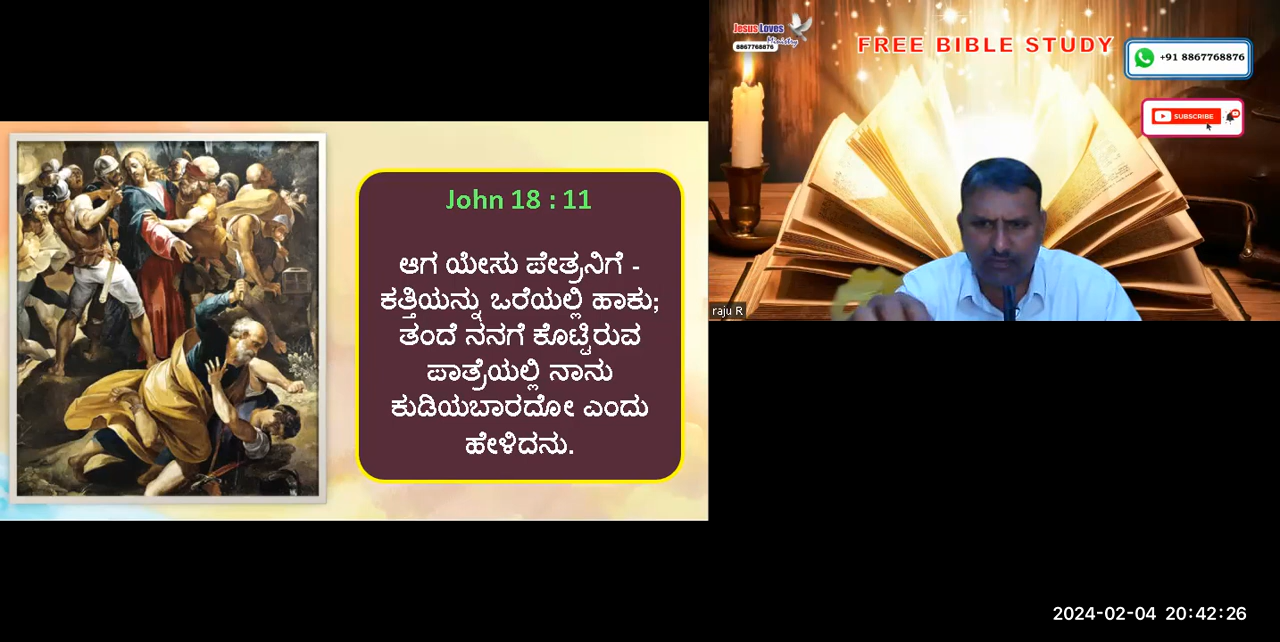 John 18 : 11
ಆಗ ಯೇಸು ಪೇತ್ರನಿಗೆ -
ಕತ್ತಿಯನ್ನು ಒರೆಯಲ್ಲಿ ಹಾಕು;
ತಂದೆ ನನಗೆ ಕೊಟ್ಟಿರುವ
ಪಾತ್ರೆಯಲ್ಲಿ ನಾನು
ಕುಡಿಯಬಾರದೋ ಎಂದು
ಹೇಳಿದನು.
Jesus Loves
Ministry
8867768876
FREE BIBLE STUDY
+91 8867768876
SUBSCRIBE
raju R
2024-02-04 20:42:26